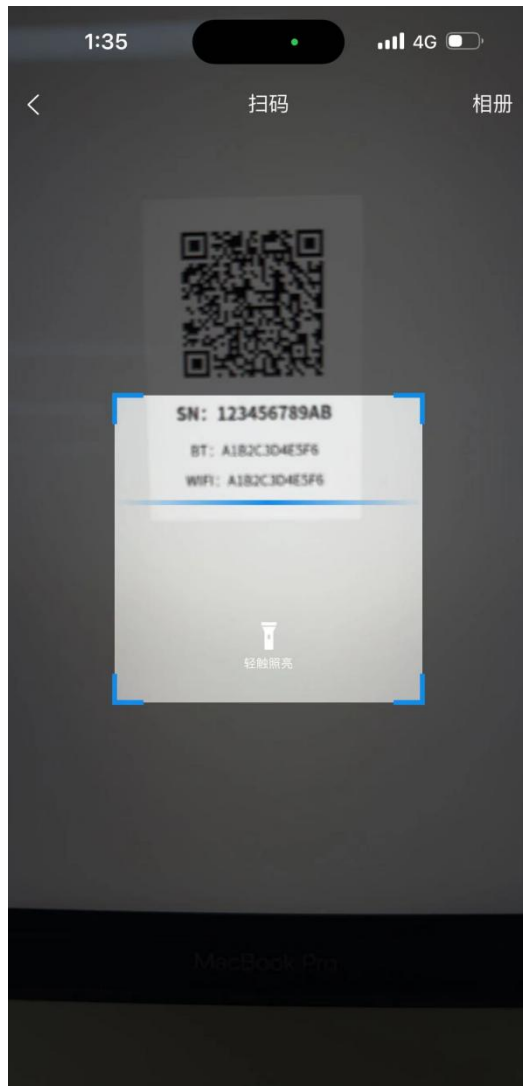 1:35
4G
扫码
相册
SN: 123456789AB
BT: A1B2C3D4E5F6
WIFI: A1B2C3D4E5F6
轻触照亮
MacBook Pro